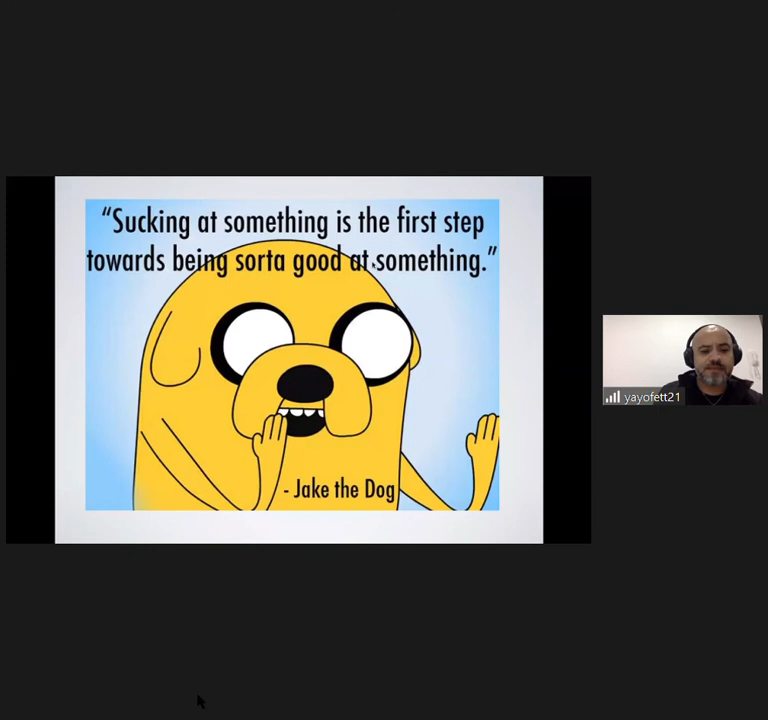 “Sucking at something is the first step
towards being sorta good at something.”
- Jake the Dog
yayofett21